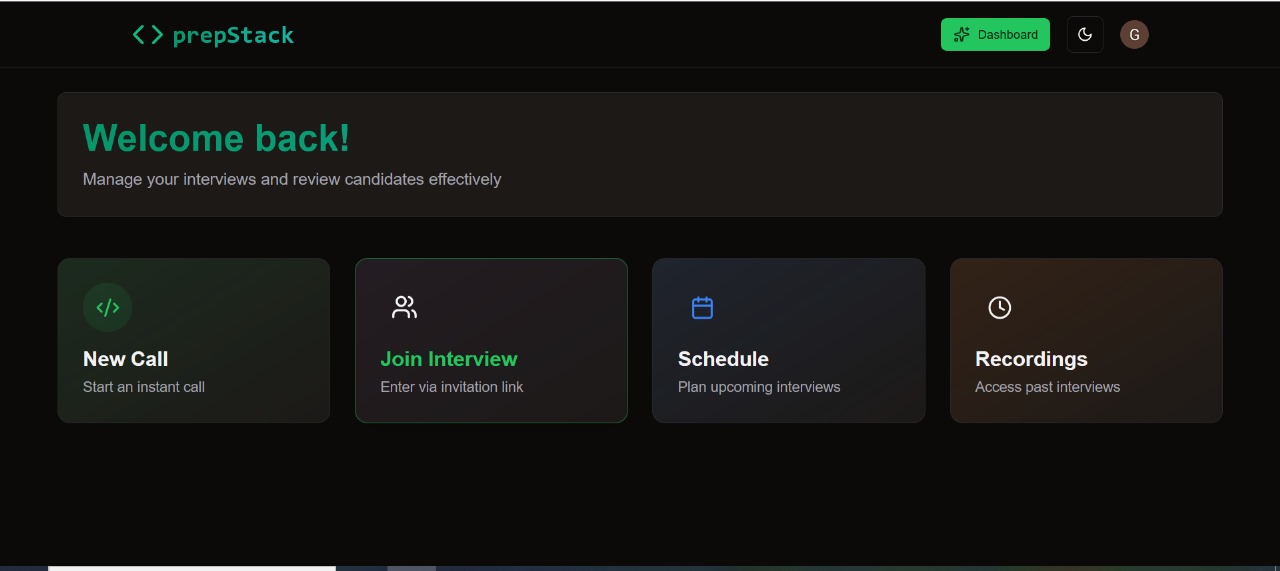 prepStack
Dashboard
G
Welcome back!
Manage your interviews and review candidates effectively
New Call
Start an instant call
Join Interview
Enter via invitation link
Schedule
Plan upcoming interviews
Recordings
Access past interviews